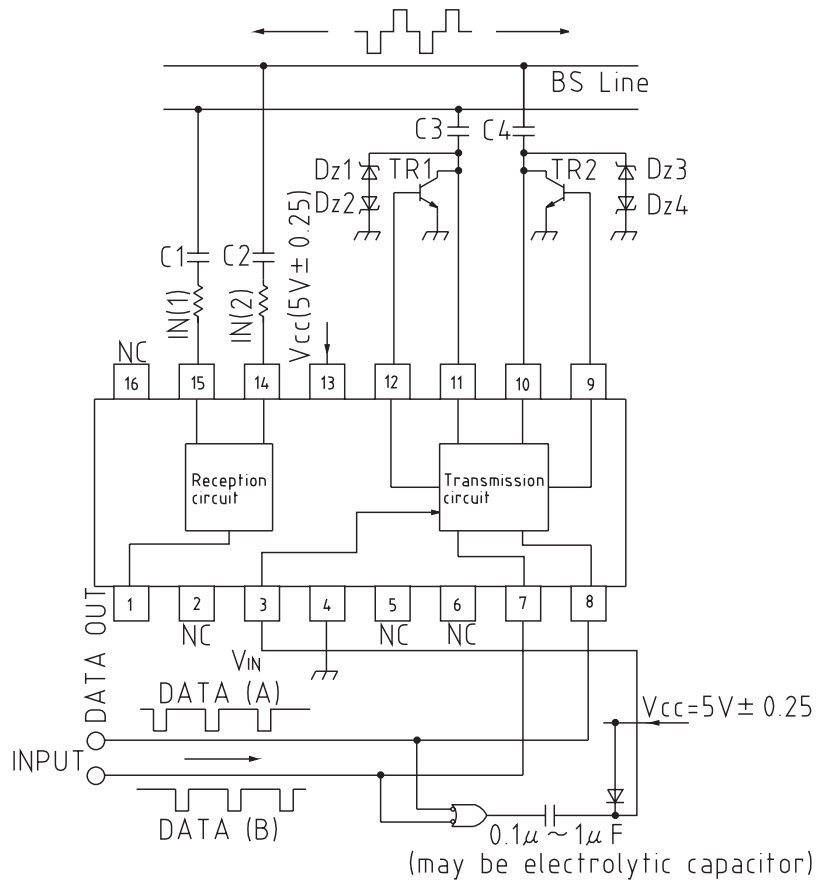 BS Line
C3
C4
Dz1
TR1
TR2
Dz3
Dz2
Dz4
C1
C2
IN(1)
IN(2)
Vcc(5V± 0.25)
NC
16
15
14
13
12
11
10
9
Reception
circuit
Transmission
circuit
1
2
3
4
5
6
7
8
DATA OUT
NC
NC
NC
VIN
DATA (A)
Vcc=5V± 0.25
INPUT
DATA (B)
0.1μ~1μF
(may be electrolytic capacitor)